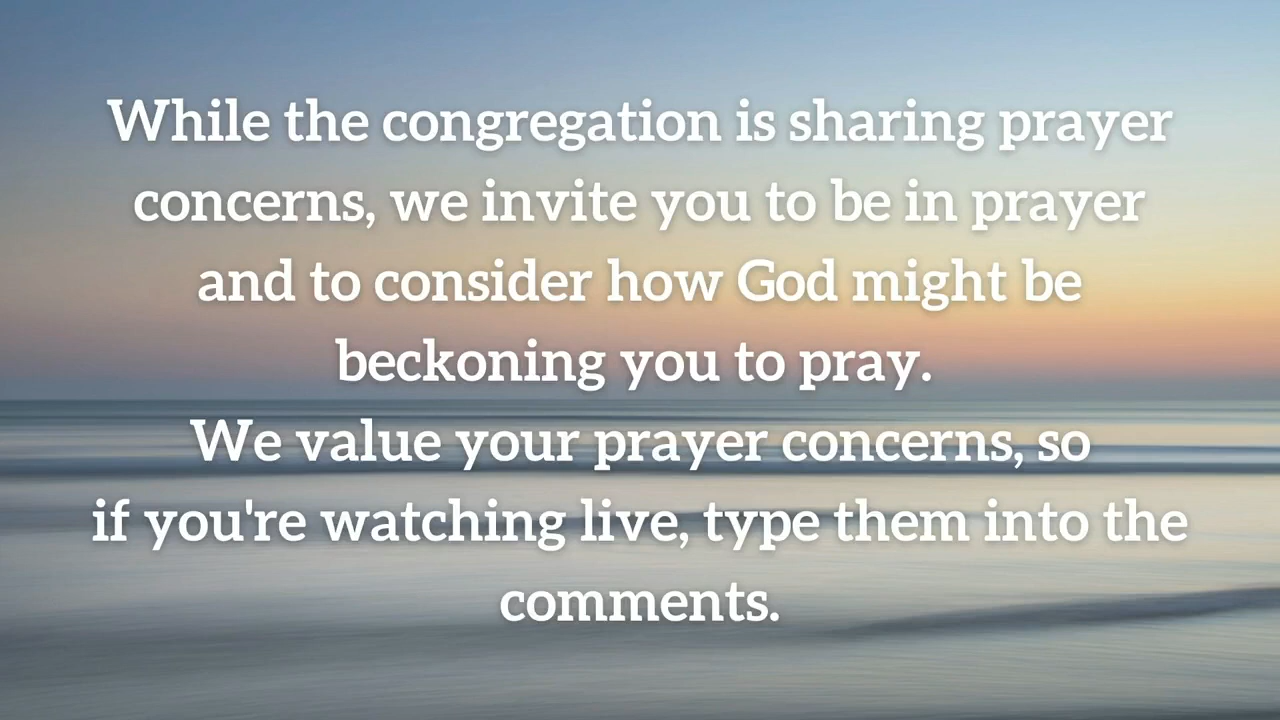 While the congregation is sharing prayer
concerns, we invite you to be in prayer
and to consider how God might be
beckoning you to pray.
We value your prayer concerns, so
if you're watching live, type them into the
comments.